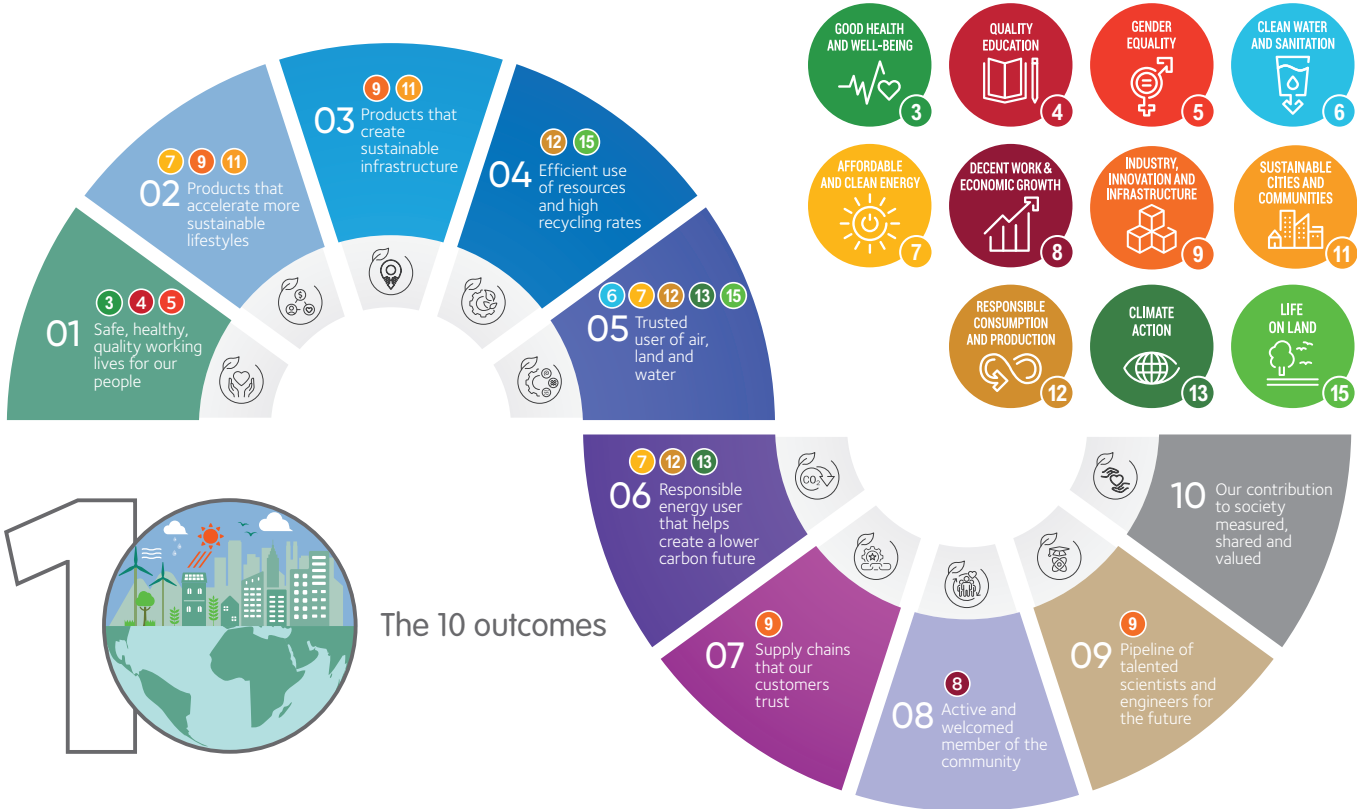 01
3 4 5
Safe, healthy,
quality working
lives for our
people
02
7 9 11
Products that
accelerate more
sustainable
lifestyles
$
03
9 11
Products that
create
sustainable
infrastructure
04
12 15
Efficient use
of resources
and high
recycling rates
05
6 7 12 13 15
Trusted
user of air,
land and
water
GOOD HEALTH
AND WELL-BEING
3
QUALITY
EDUCATION
4
GENDER
EQUALITY
5
CLEAN WATER
AND SANITATION
6
AFFORDABLE
AND CLEAN ENERGY
7
DECENT WORK &
ECONOMIC GROWTH
8
INDUSTRY,
INNOVATION AND
INFRASTRUCTURE
9
SUSTAINABLE
CITIES AND
COMMUNITIES
11
RESPONSIBLE
CONSUMPTION
AND PRODUCTION
12
CLIMATE
ACTION
13
LIFE
ON LAND
15
10
The 10 outcomes
06
7 12 13
Responsible
energy user
that helps
create a lower
carbon future
CO2
07
9
Supply chains
that our
customers
trust
08
8
Active and
welcomed
member of the
community
09
9
Pipeline of
talented
scientists and
engineers for
the future
10
Our contribution
to society
measured,
shared and
valued